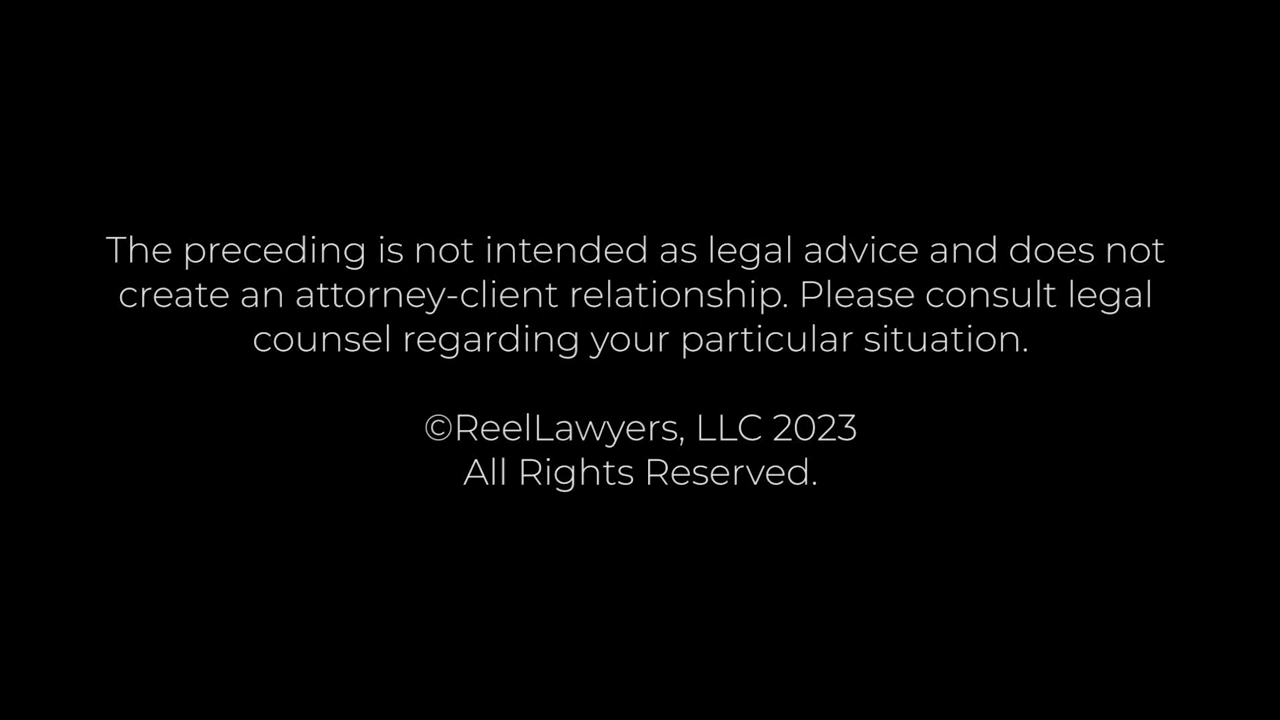 The preceding is not intended as legal advice and does not
create an attorney-client relationship. Please consult legal
counsel regarding your particular situation.
©ReelLawyers, LLC 2023
All Rights Reserved.